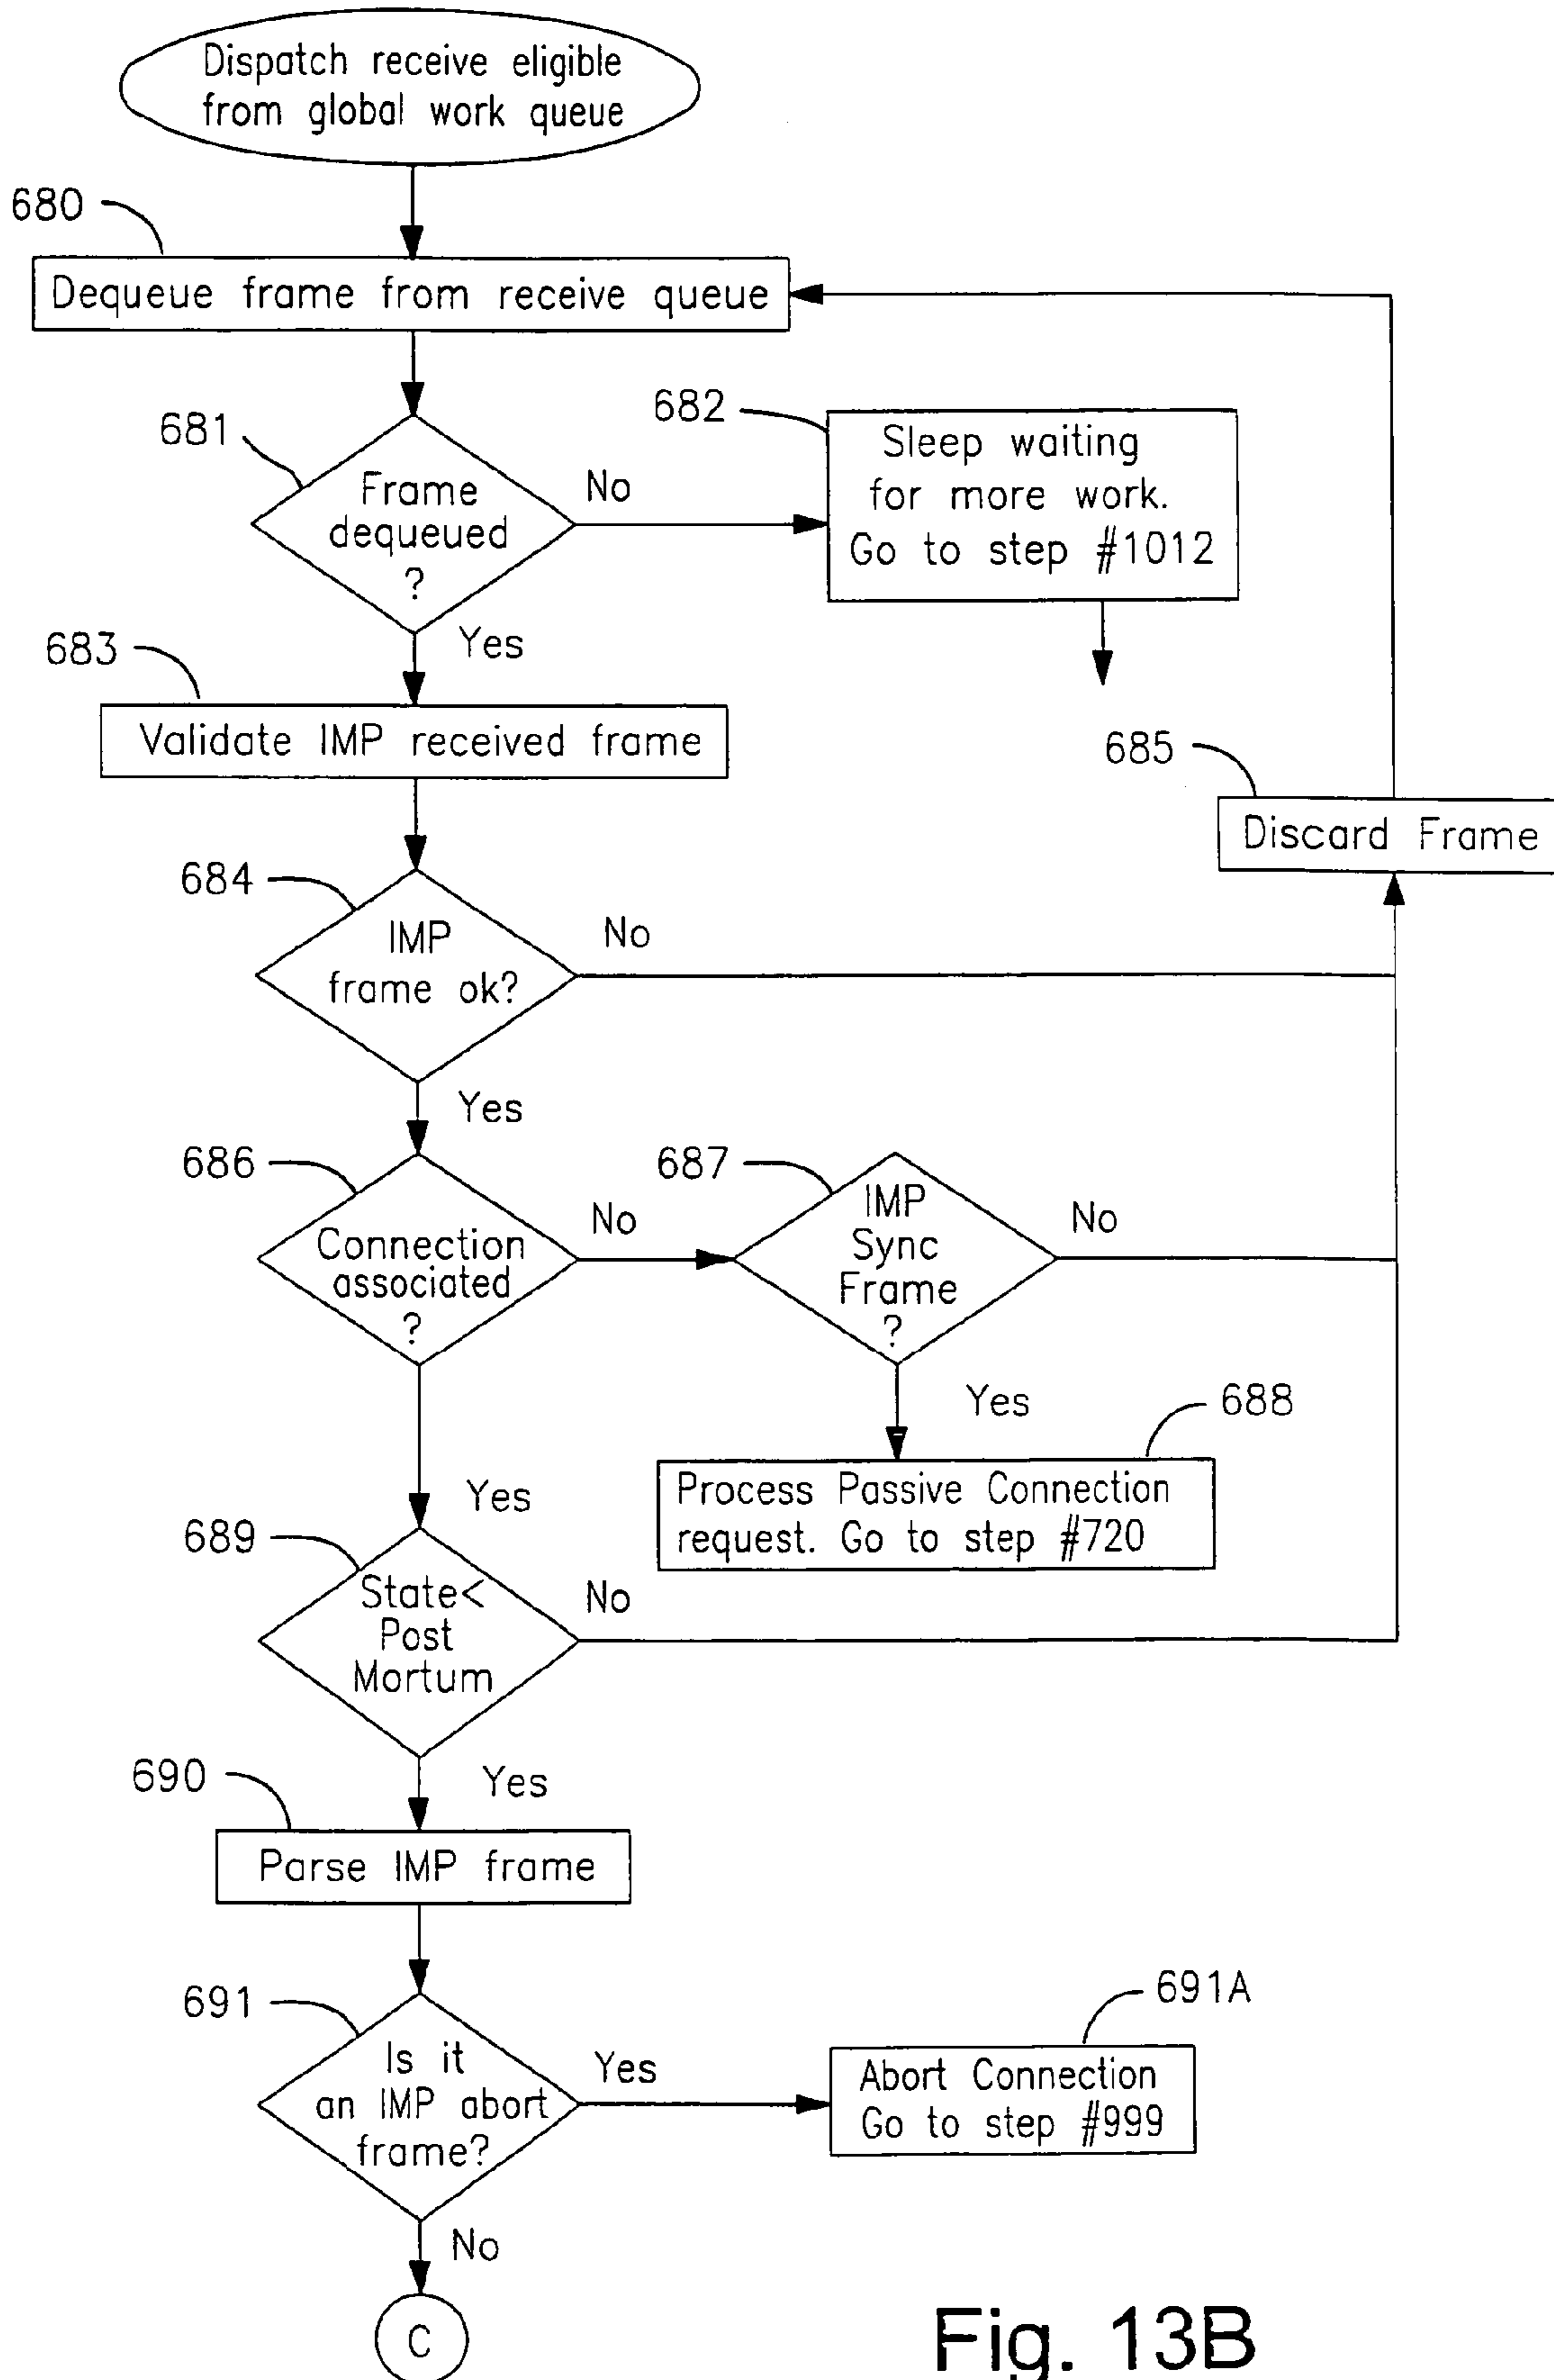 Dispatch receive eligible
from global work queue
680
Dequeue frame from receive queue
681
Frame
dequeued
?
No
682
Sleep waiting
for more work.
Go to step #1012
Yes
683
Validate IMP received frame
685
Discard Frame
684
IMP
frame ok?
No
Yes
686
Connection
associated
?
No
687
IMP
Sync
Frame
?
No
Yes
688
Process Passive Connection
request. Go to step #720
Yes
689
State<
Post
Mortum
No
Yes
690
Parse IMP frame
691
Is it
an IMP abort
frame?
Yes
691A
Abort Connection
Go to step #999
No
C
Fig. 13B